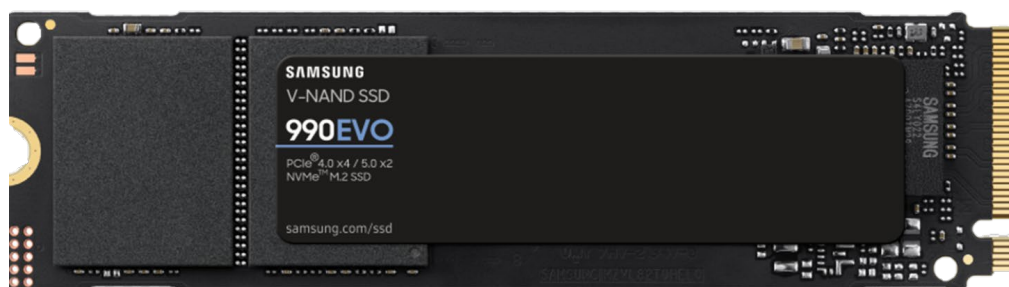 SAMSUNG
V-NAND SSD
990EVO
PCIe® 4.0 x4 / 5.0 x2
NVMe™ M.2 SSD
samsung.com/ssd
SAMSUNG